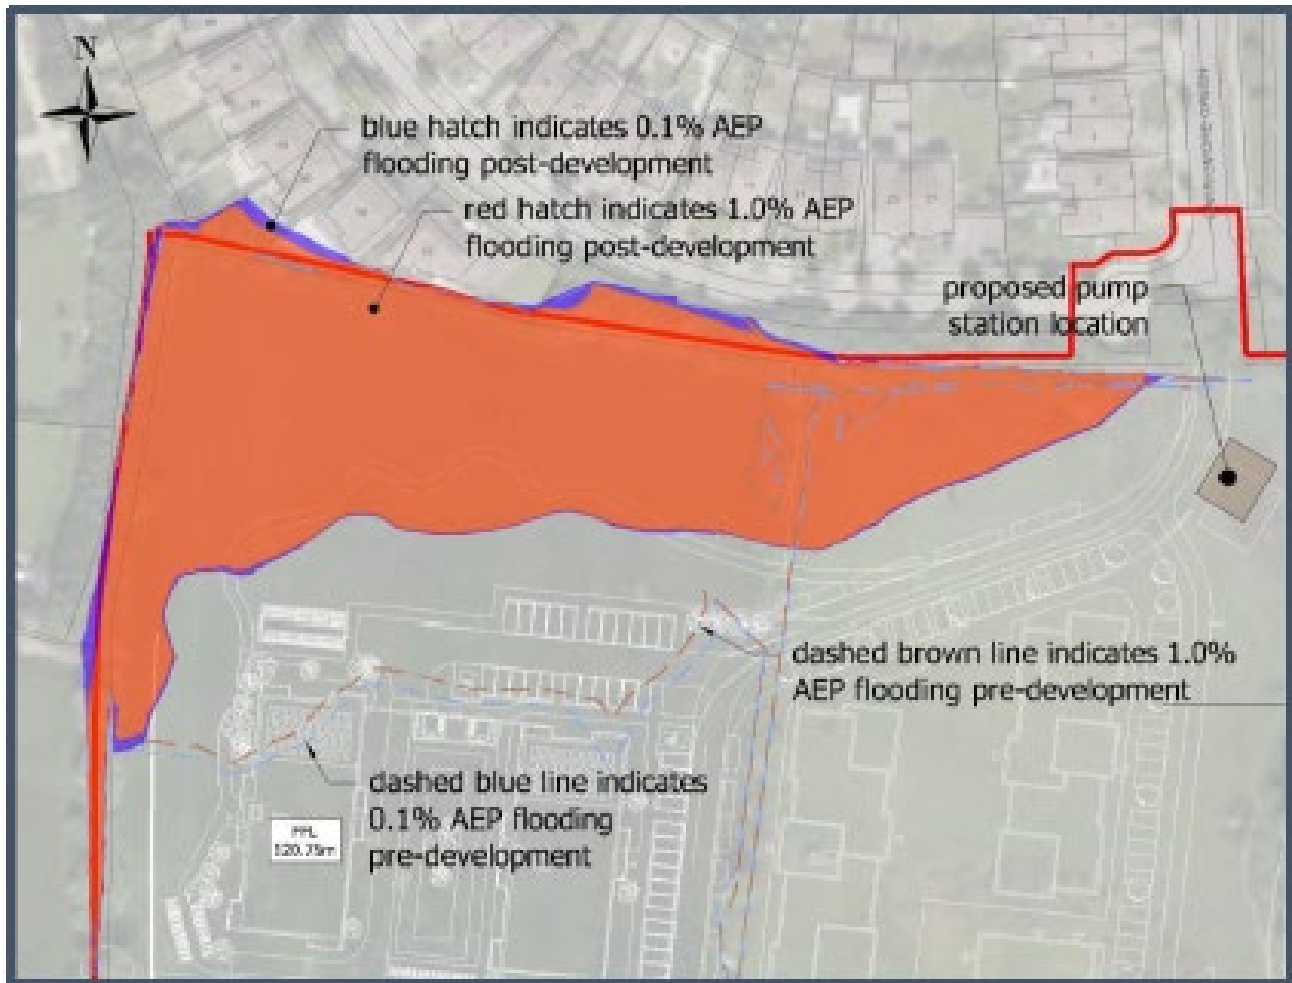 N
blue hatch indicates 0.1% AEP
flooding post-development
red hatch indicates 1.0% AEP
flooding post-development
proposed pump
station location
dashed brown line indicates 1.0%
AEP flooding pre-development
dashed blue line indicates
0.1% AEP flooding
pre-development
FFL
120.75m